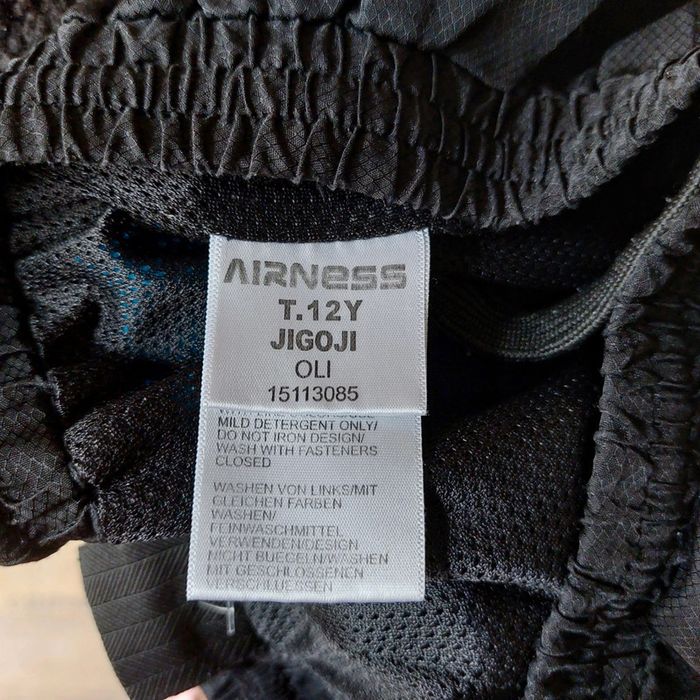 AIRNESS
T.12Y
JIGOJI
OLI
15113085
MILD DETERGENT ONLY/
DO NOT IRON DESIGN/
WASH WITH FASTENERS
CLOSED
WASHEN VON LINKS/MIT
GLEICHEN FARBEN
WASHEN/
FEINWASCHMITTEL
VERWENDEN/DESIGN
NICHT BUEGELN/WASHEN
MIT GESCHLOSSENEN
VERSCHLUESSEN